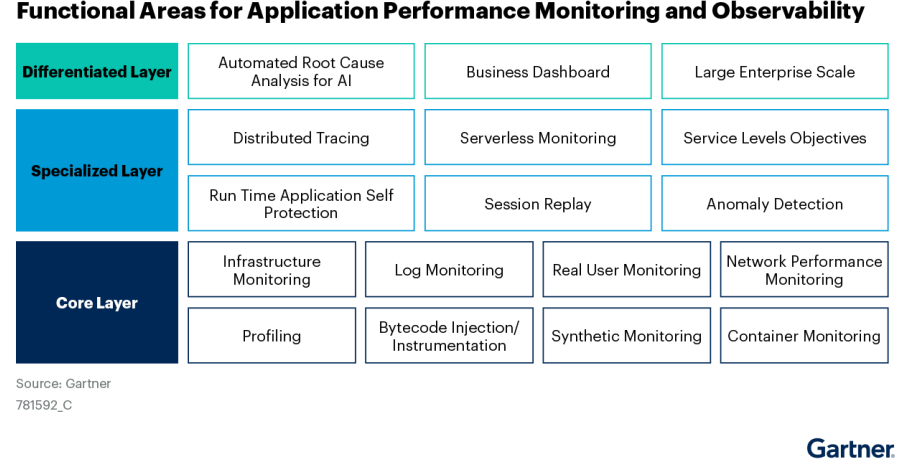 Functional Areas for Application Performance Monitoring and Observability
Differentiated Layer
Automated Root Cause
Analysis for AI
Business Dashboard
Large Enterprise Scale
Specialized Layer
Distributed Tracing
Serverless Monitoring
Service Levels Objectives
Run Time Application Self
Protection
Session Replay
Anomaly Detection
Core Layer
Infrastructure
Monitoring
Log Monitoring
Real User Monitoring
Network Performance
Monitoring
Profiling
Bytecode Injection/
Instrumentation
Synthetic Monitoring
Container Monitoring
Source: Gartner
781592_C
Gartner